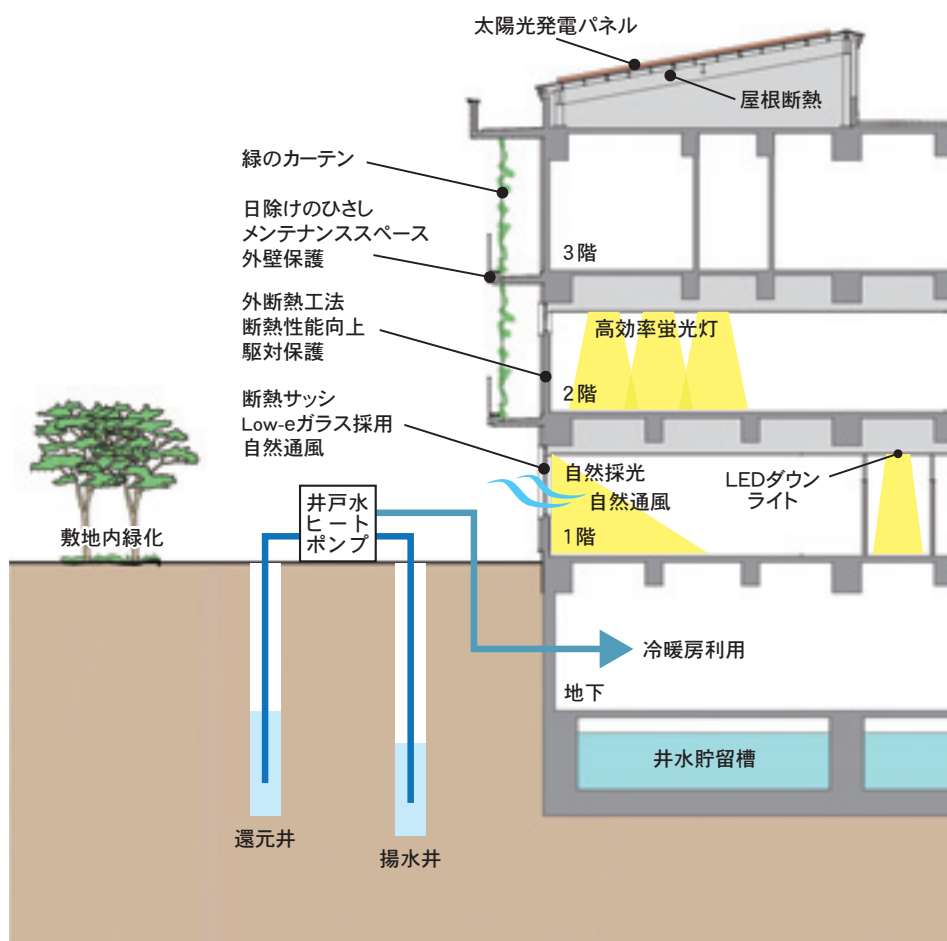 太陽光発電パネル
屋根断熱
緑のカーテン
日除けのひさし
メンテナンススペース
外壁保護
3階
外断熱工法
断熱性能向上
駆対保護
高効率蛍光灯
2階
断熱サッシ
Low-eガラス採用
自然通風
自然採光
自然通風
LEDダウン
ライト
1階
井戸水
ヒート
ポンプ
敷地内緑化
冷暖房利用
地下
井水貯留槽
還元井
揚水井